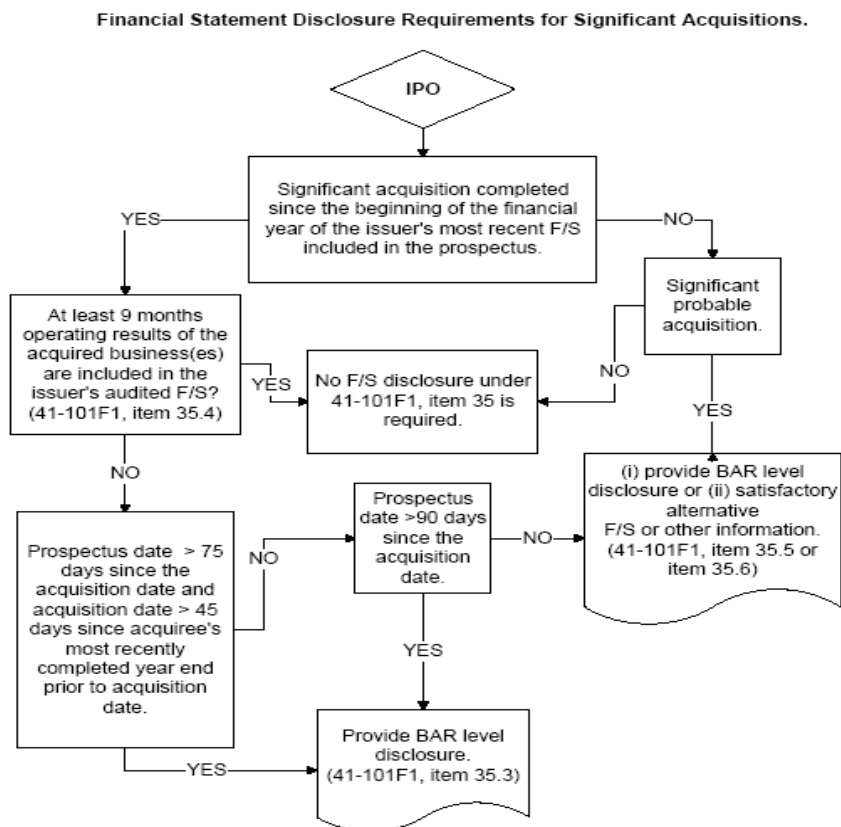 Financial Statement Disclosure Requirements for Significant Acquisitions.
IPO
Significant acquisition completed
since the beginning of the financial
year of the issuer's most recent F/S
included in the prospectus.
YES
NO
At least 9 months
operating results of the
acquired business(es)
are included in the
issuer's audited F/S?
(41-101F1, item 35.4)
YES
No F/S disclosure under
41-101F1, item 35 is
required.
NO
Significant
probable
acquisition.
YES
NO
Prospectus date > 75
days since the
acquisition date and
acquisition date > 45
days since acquiree's
most recently
completed year end
prior to acquisition
date.
NO
Prospectus
date >90 days
since the
acquisition
date.
NO
(i) provide BAR level
disclosure or (ii) satisfactory
alternative
F/S or other information.
(41-101F1, item 35.5 or
item 35.6)
YES
YES
Provide BAR level
disclosure.
(41-101F1, item 35.3)